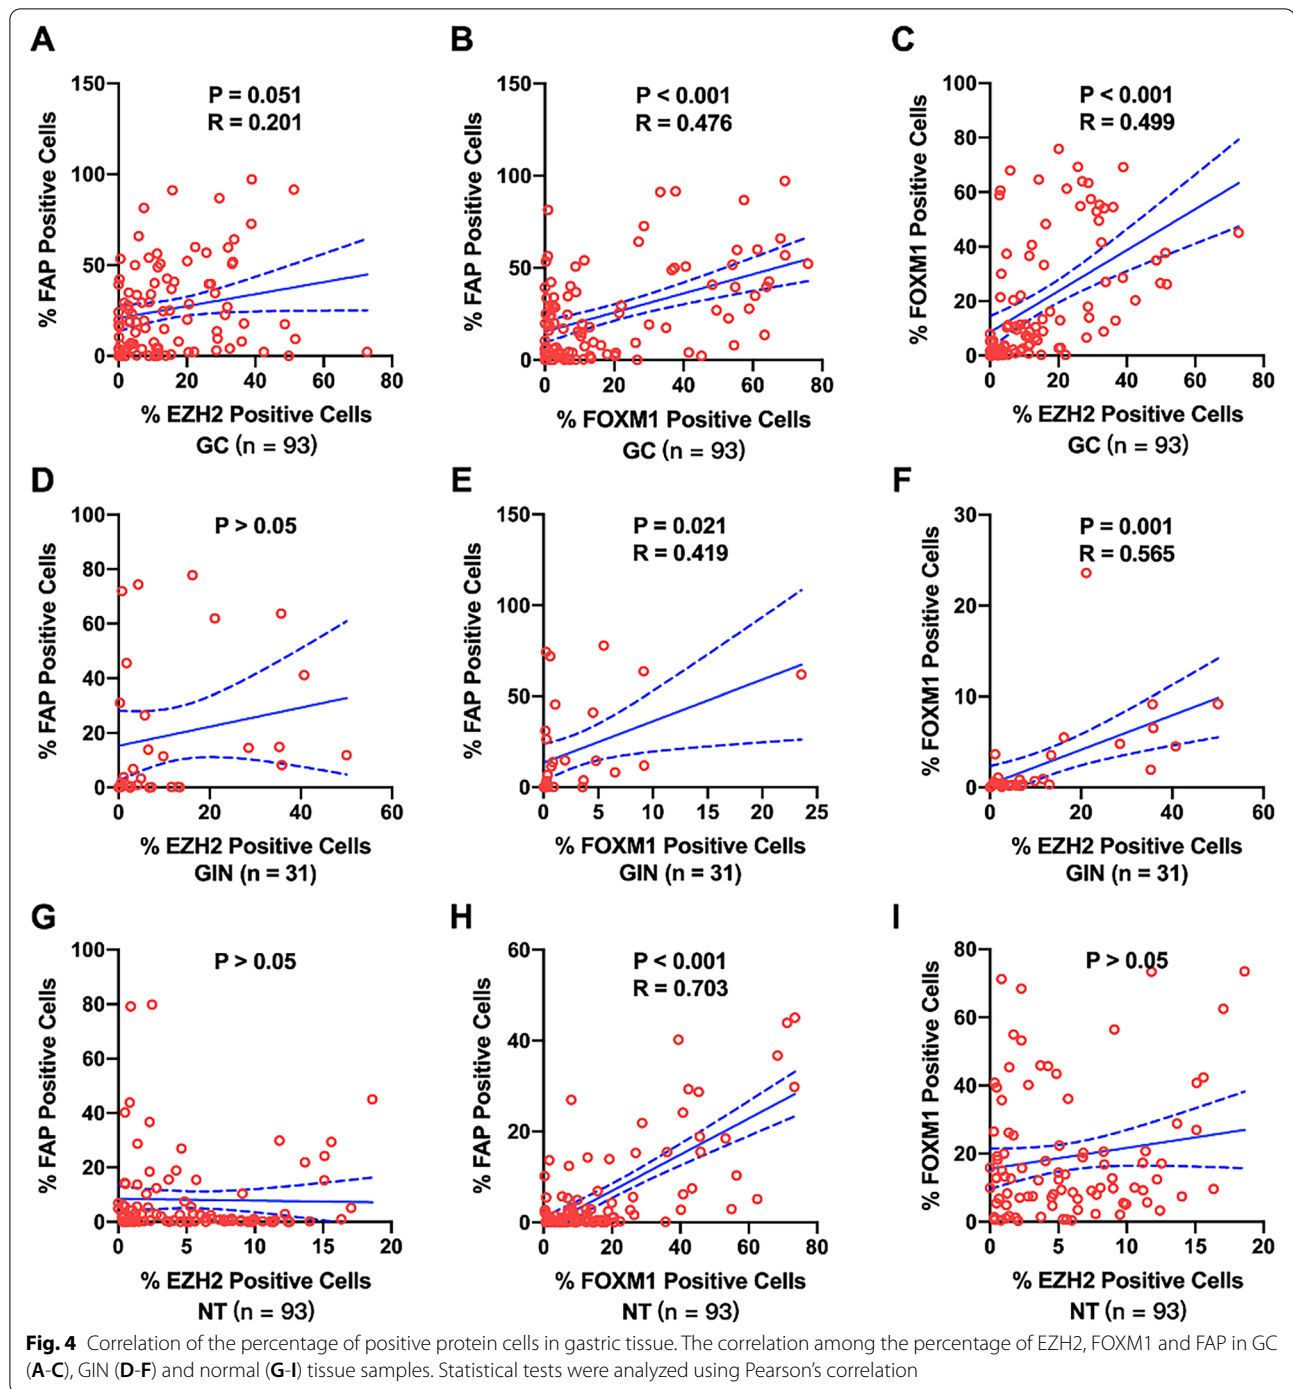 A
P = 0.051
R = 0.201
% FAP Positive Cells
150
100
50
0
0 20 40 60 80
% EZH2 Positive Cells
GC (n = 93)
B
P < 0.001
R = 0.476
% FAP Positive Cells
150
100
50
0
0 20 40 60 80
% FOXM1 Positive Cells
GC (n = 93)
C
P < 0.001
R = 0.499
% FOXM1 Positive Cells
100
80
60
40
20
0
0 20 40 60 80
% EZH2 Positive Cells
GC (n = 93)
D
P > 0.05
% FAP Positive Cells
100
80
60
40
20
0
0 20 40 60
% EZH2 Positive Cells
GIN (n = 31)
E
P = 0.021
R = 0.419
% FAP Positive Cells
150
100
50
0
0 5 10 15 20 25
% FOXM1 Positive Cells
GIN (n = 31)
F
P = 0.001
R = 0.565
% FOXM1 Positive Cells
30
20
10
0
0 20 40 60
% EZH2 Positive Cells
GIN (n = 31)
G
P > 0.05
% FAP Positive Cells
100
80
60
40
20
0
0 5 10 15 20
% EZH2 Positive Cells
NT (n = 93)
H
P < 0.001
R = 0.703
% FAP Positive Cells
60
40
20
0
0 20 40 60 80
% FOXM1 Positive Cells
NT (n = 93)
I
P > 0.05
% FOXM1 Positive Cells
80
60
40
20
0
0 5 10 15 20
% EZH2 Positive Cells
NT (n = 93)
Fig. 4 Correlation of the percentage of positive protein cells in gastric tissue. The correlation among the percentage of EZH2, FOXM1 and FAP in GC
(A-C), GIN (D-F) and normal (G-I) tissue samples. Statistical tests were analyzed using Pearson's correlation